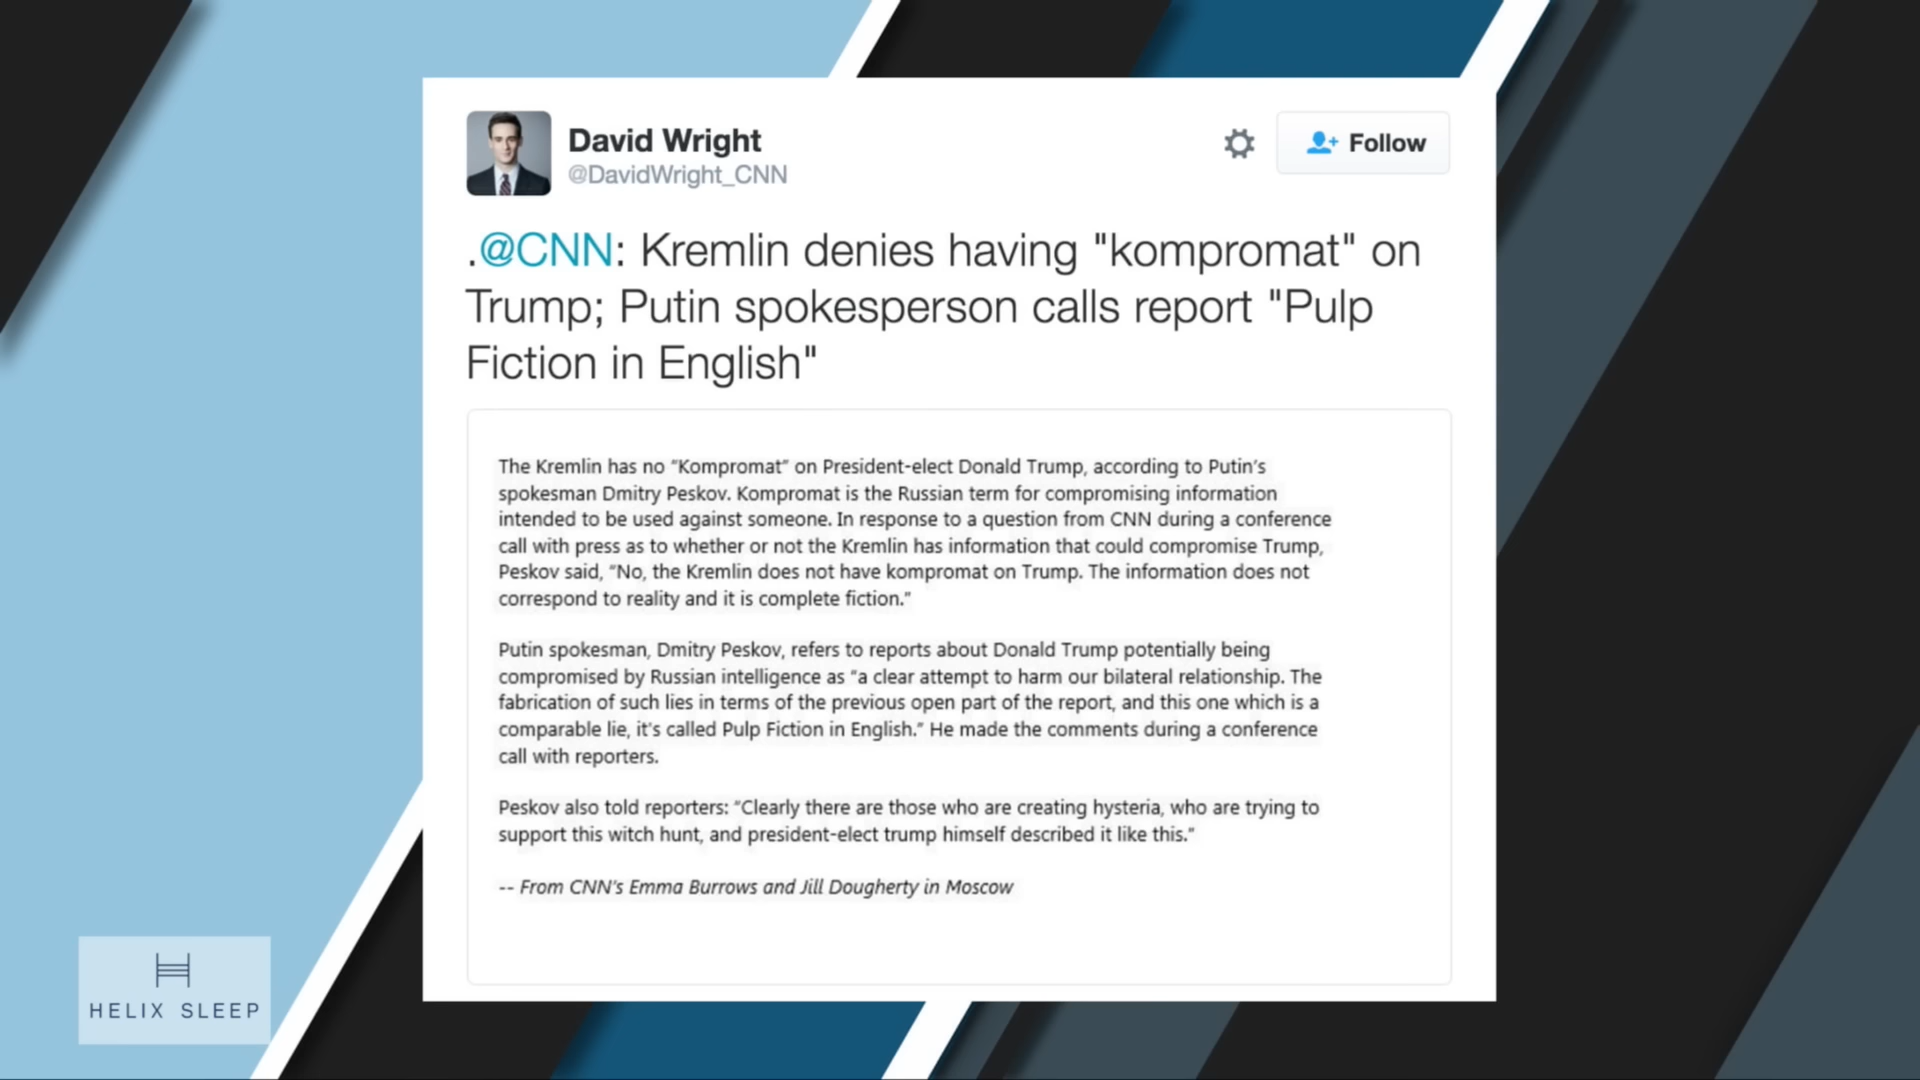 David Wright
@DavidWright_CNN
Follow
.@CNN: Kremlin denies having "kompromat" on
Trump; Putin spokesperson calls report "Pulp
Fiction in English"
The Kremlin has no “Kompromat” on President-elect Donald Trump, according to Putin’s
spokesman Dmitry Peskov. Kompromat is the Russian term for compromising information
intended to be used against someone. In response to a question from CNN during a conference
call with press as to whether or not the Kremlin has information that could compromise Trump,
Peskov said, “No, the Kremlin does not have kompromat on Trump. The information does not
correspond to reality and it is complete fiction.”
Putin spokesman, Dmitry Peskov, refers to reports about Donald Trump potentially being
compromised by Russian intelligence as “a clear attempt to harm our bilateral relationship. The
fabrication of such lies in terms of the previous open part of the report, and this one which is a
comparable lie, it’s called Pulp Fiction in English.” He made the comments during a conference
call with reporters.
Peskov also told reporters: “Clearly there are those who are creating hysteria, who are trying to
support this witch hunt, and president-elect trump himself described it like this.”
-- From CNN’s Emma Burrows and Jill Dougherty in Moscow
HELIX SLEEP